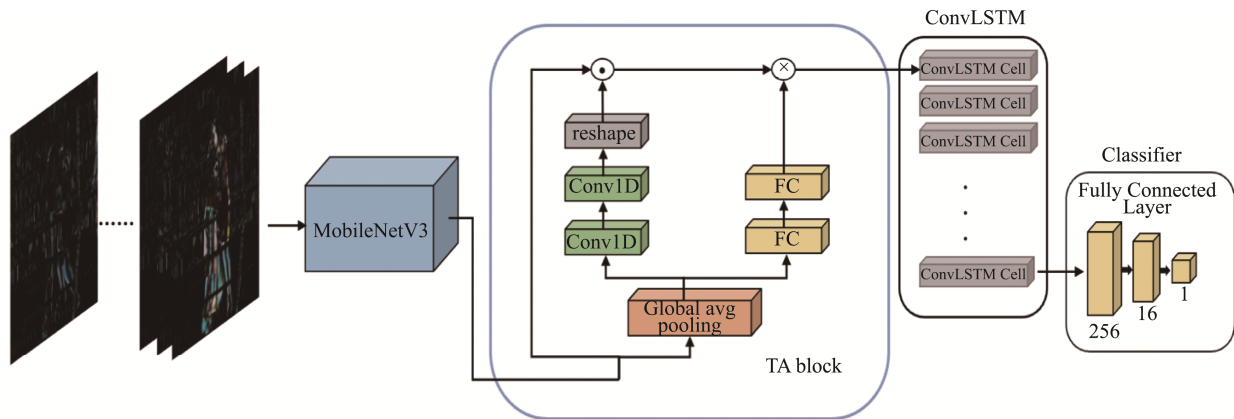 ConvLSTM
×
ConvLSTM Cell
ConvLSTM Cell
reshape
ConvLSTM Cell
Classifier
Conv1D
FC
Fully Connected
Layer
MobileNetV3
Conv1D
FC
ConvLSTM Cell
Global avg
pooling
1
16
256
TA block